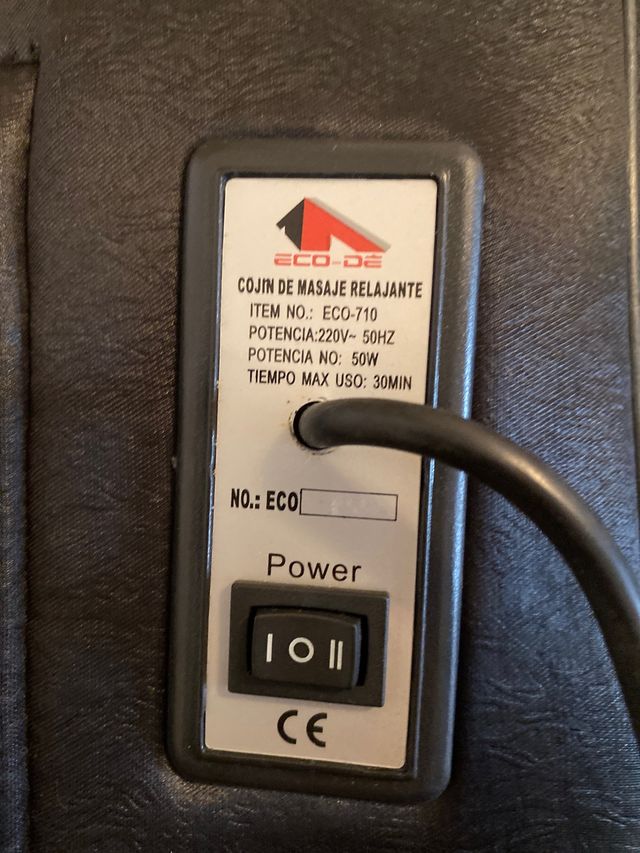 ECO-DE
COJIN DE MASAJE RELAJANTE
ITEM NO.: ECO-710
POTENCIA:220V~ 50HZ
POTENCIA NO: 50W
TIEMPO MAX USO: 30MIN
NO.: ECO
Power
I O II
CE